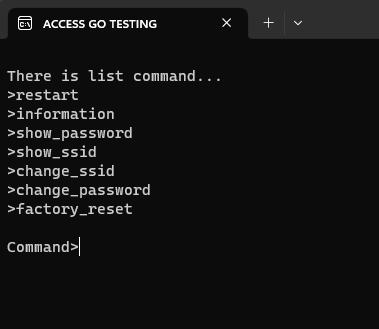 ACCESS GO TESTING
There is list command...
>restart
>information
>show_password
>show_ssid
>change_ssid
>change_password
>factory_reset
Command>